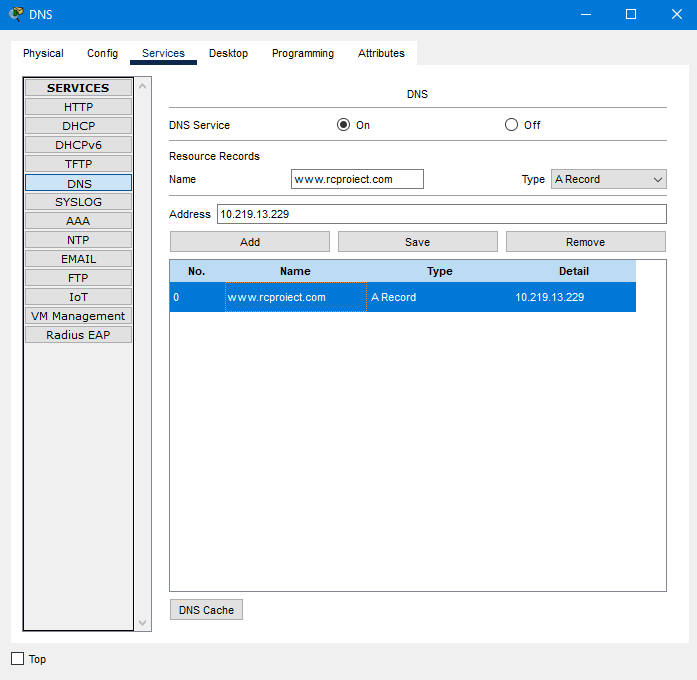 DNS
Physical Config Services Desktop Programming Attributes
SERVICES
HTTP
DHCP
DHCPv6
TFTP
DNS
SYSLOG
AAA
NTP
EMAIL
FTP
IoT
VM Management
Radius EAP
DNS
DNS Service On Off
Resource Records
Name www.rcproiect.com Type A Record
Address 10.219.13.229
Add Save Remove
No. Name Type Detail
0 www.rcproiect.com A Record 10.219.13.229
DNS Cache
Top